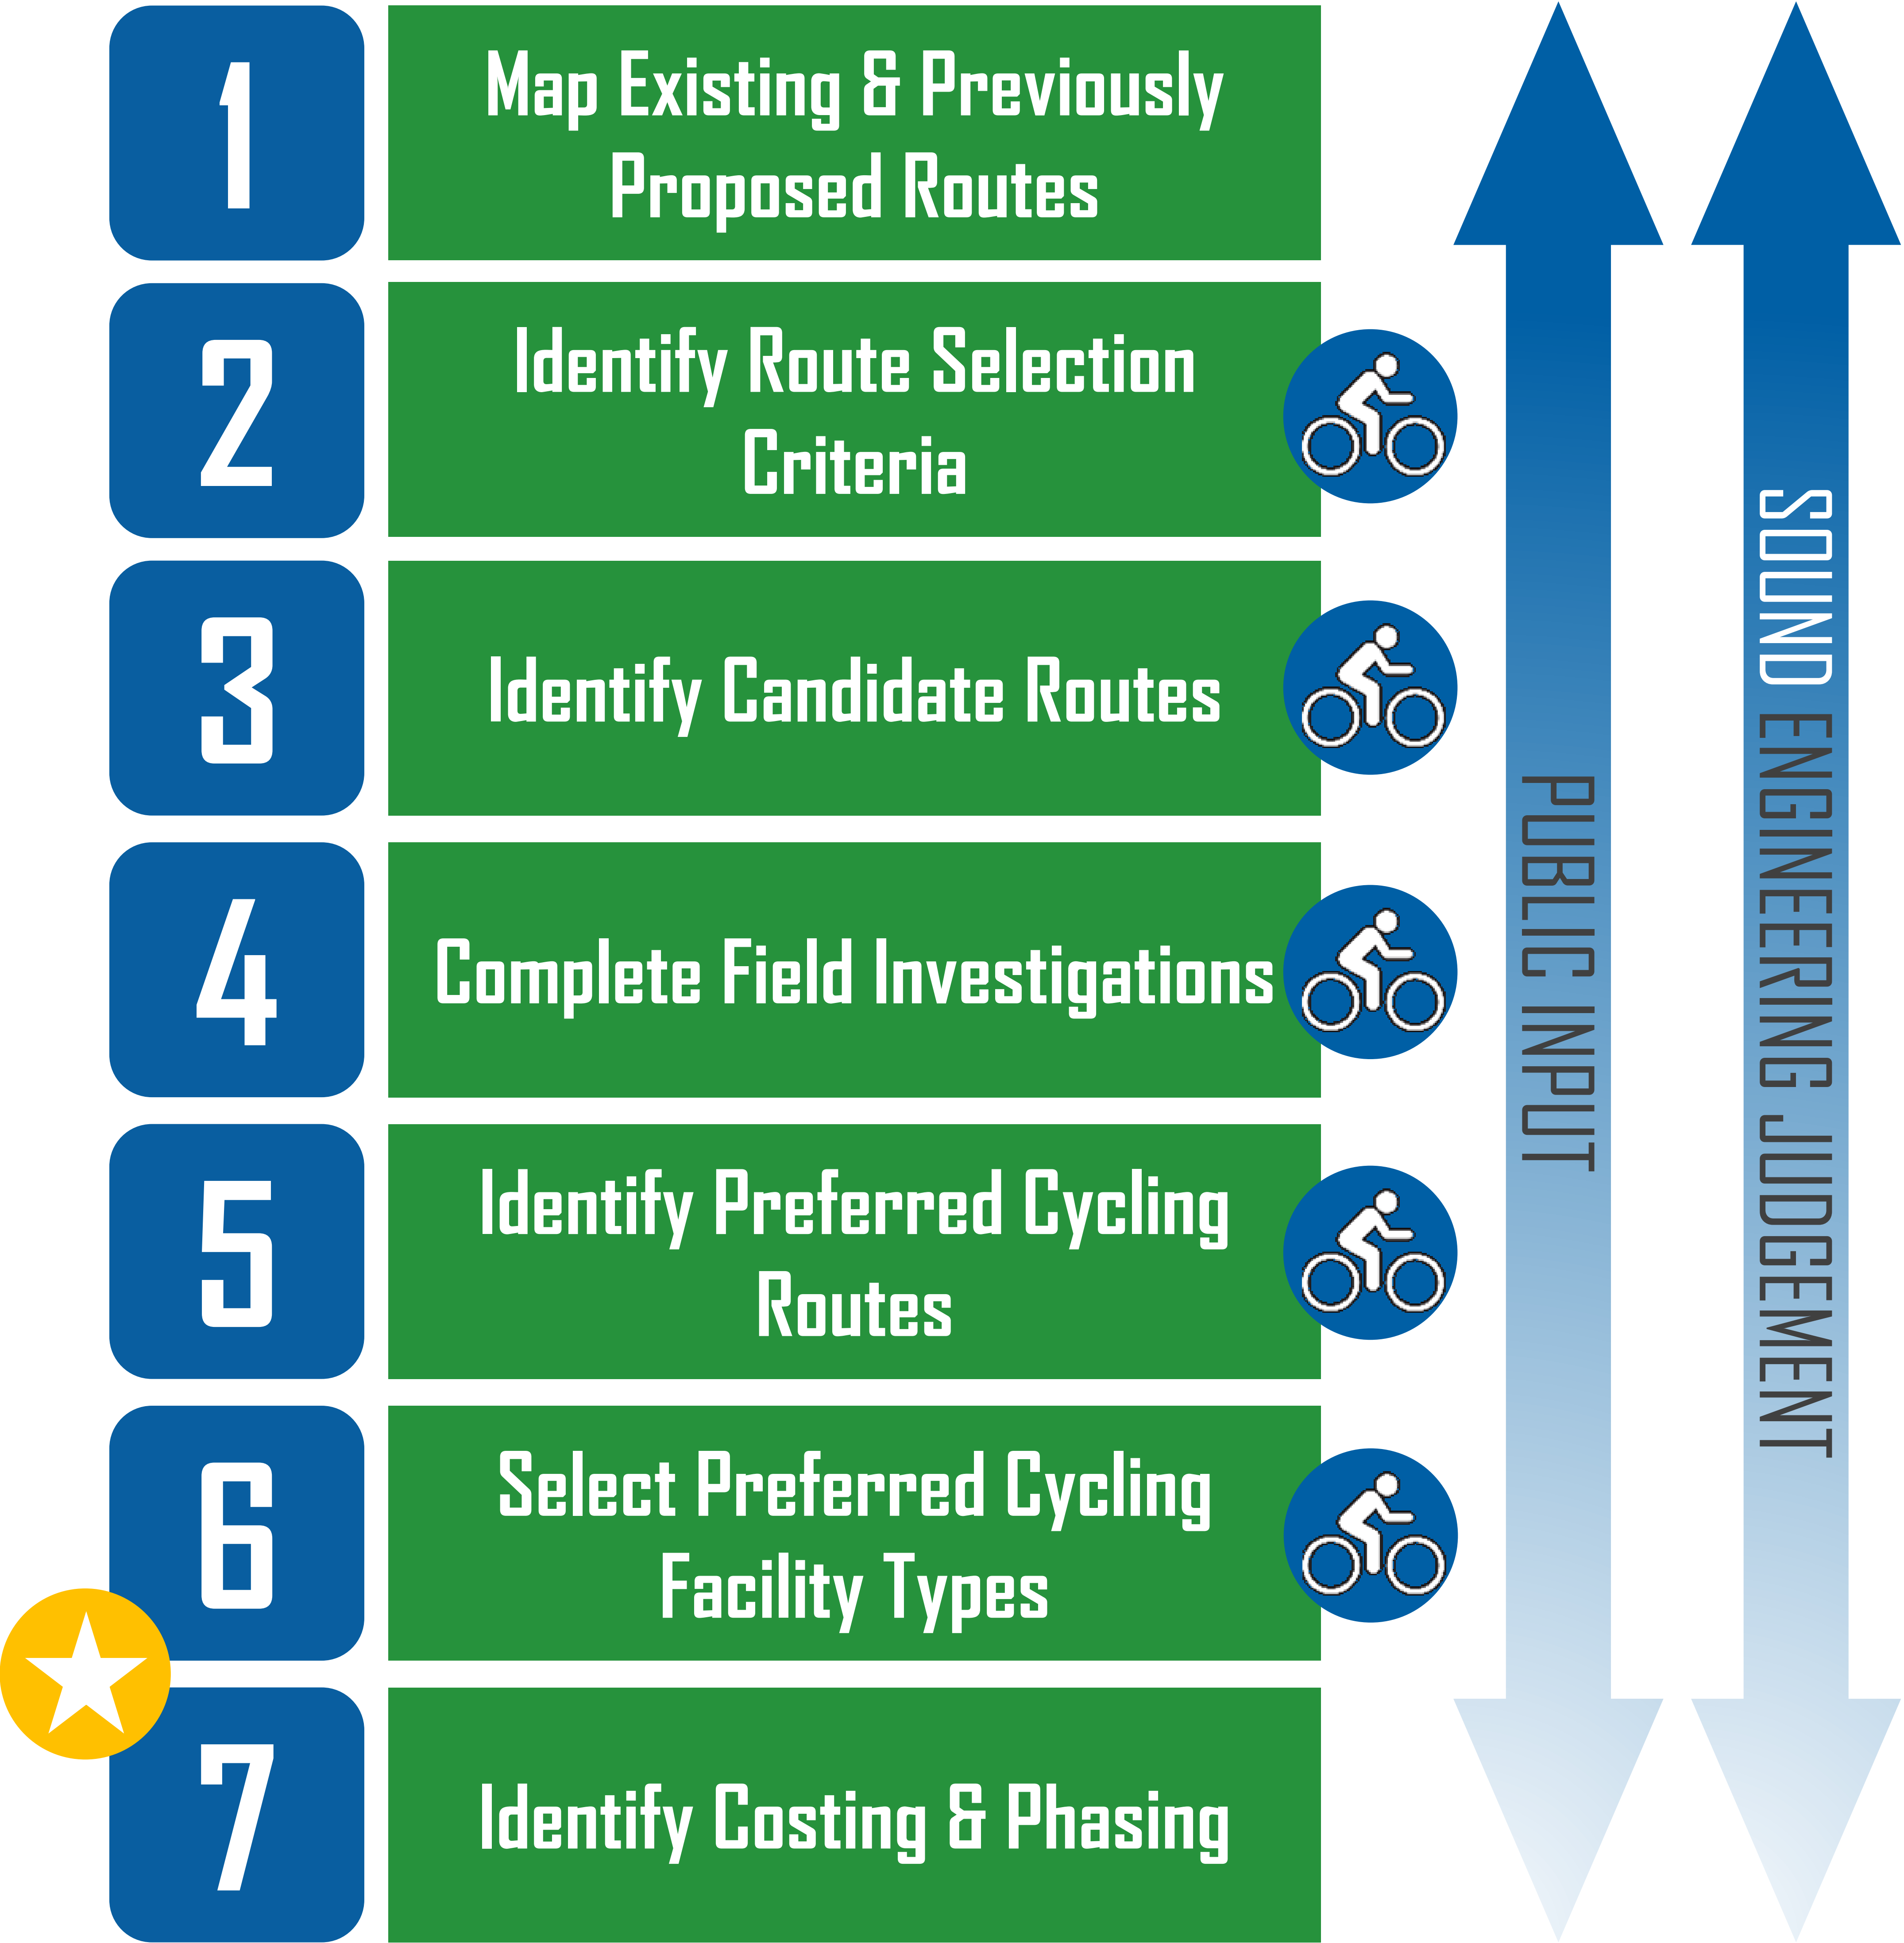 1
Map Existing & Previously
Proposed Routes
2
Identify Route Selection
Criteria
3
Identify Candidate Routes
4
Complete Field Investigations
5
Identify Preferred Cycling
Routes
6
Select Preferred Cycling
Facility Types
7
Identify Costing & Phasing
PUBLIC INPUT
SOUND ENGINEERING JUDGEMENT